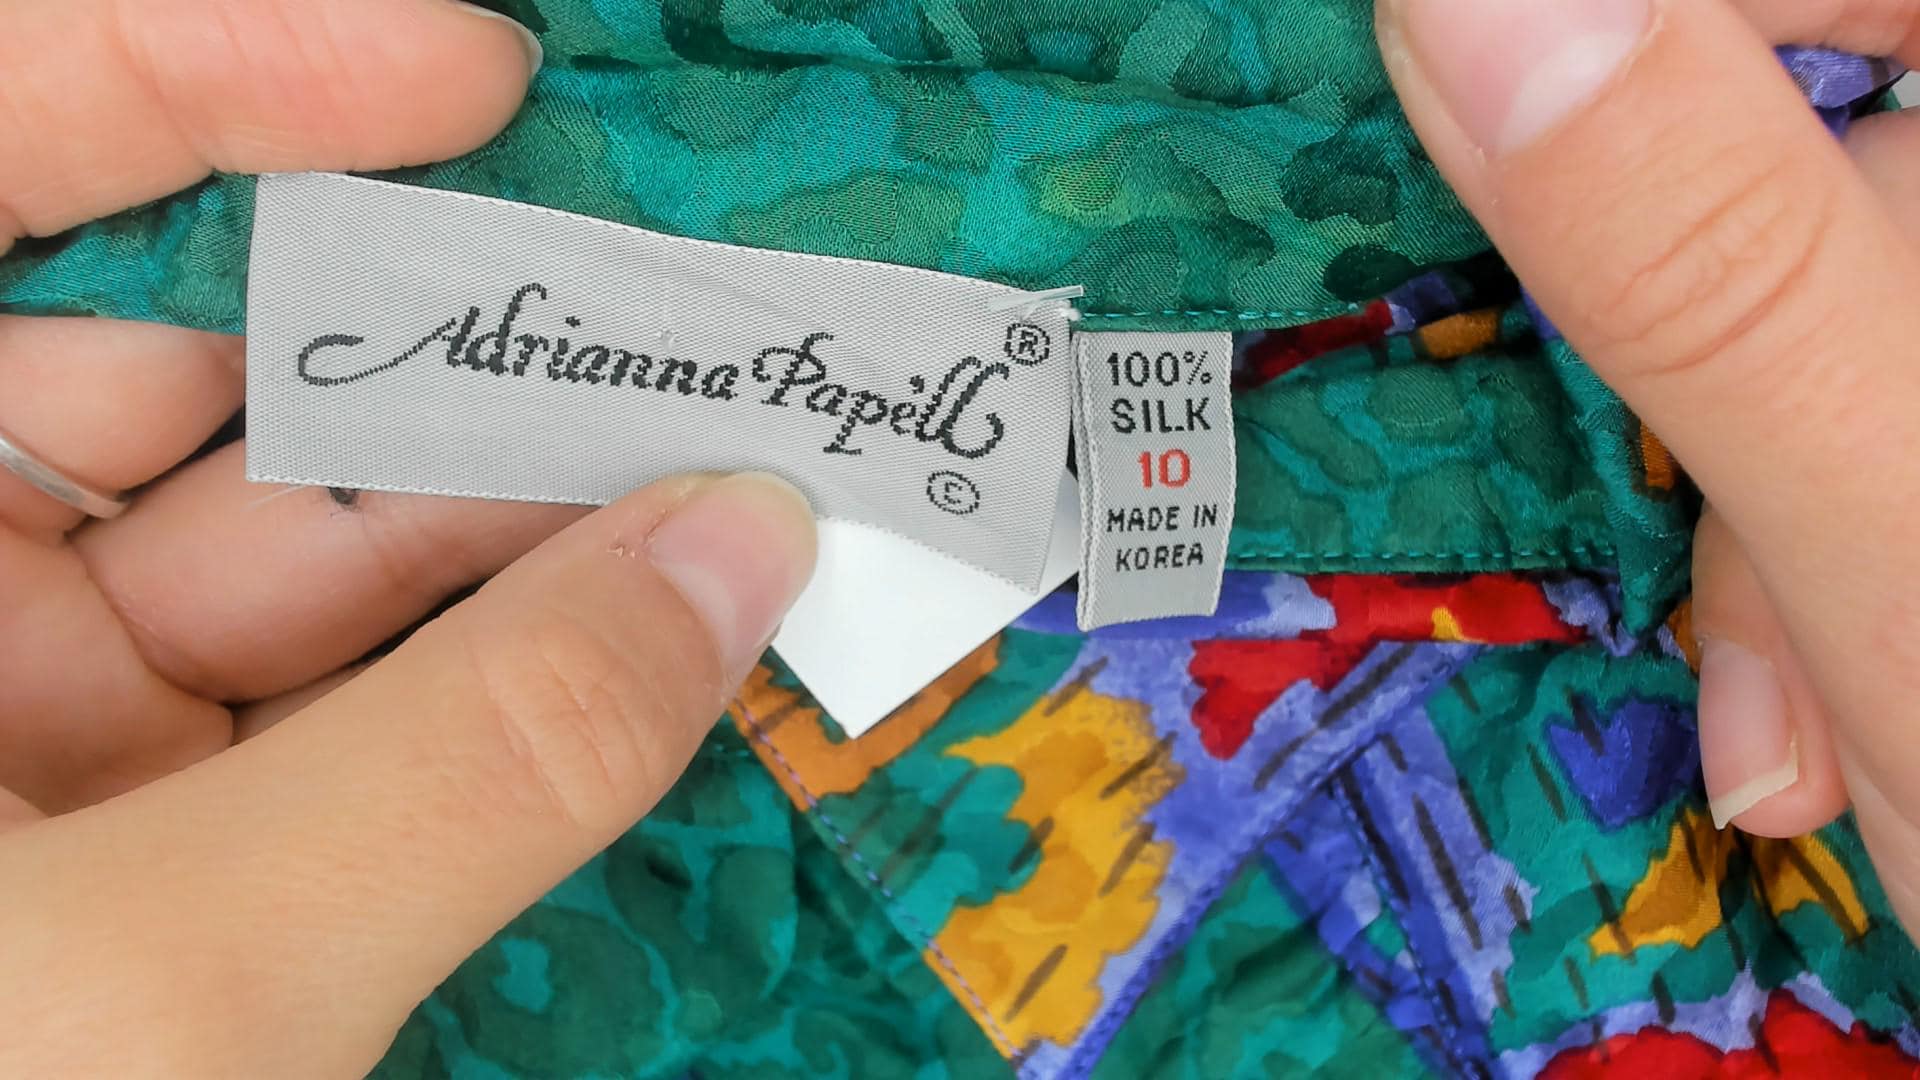 Adrianna Papell ®
©
100%
SILK
10
MADE IN
KOREA